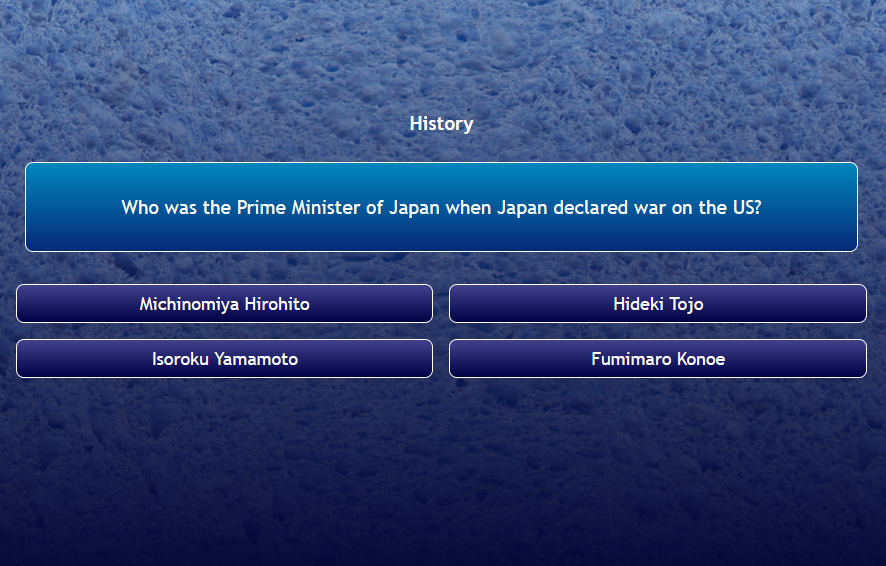 History
Who was the Prime Minister of Japan when Japan declared war on the US?
Michinomiya Hirohito
Hideki Tojo
Isoroku Yamamoto
Fumimaro Konoe